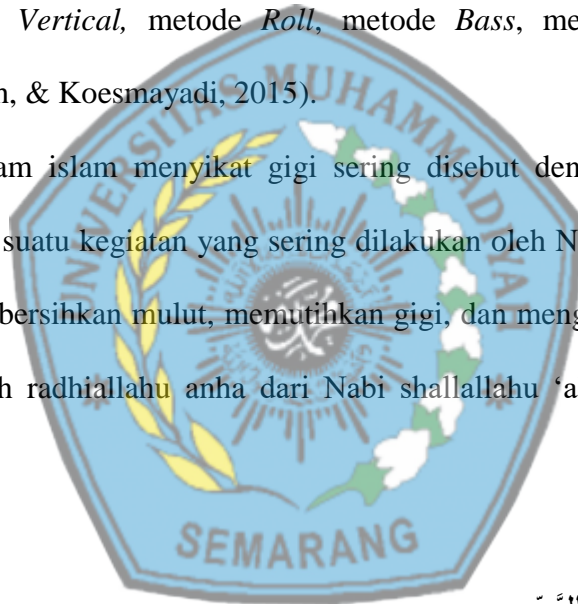 Vertical, metode Roll, metode Bass, me
n, & Koesmayadi, 2015).
am islam menyikat gigi sering disebut den
suatu kegiatan yang sering dilakukan oleh N
bersihkan mulut, memutihkan gigi, dan meng
h radhiallahu anha dari Nabi shallallahu ‘a
UNIVERSITAS MUHAMMADIYAH
SEMARANG